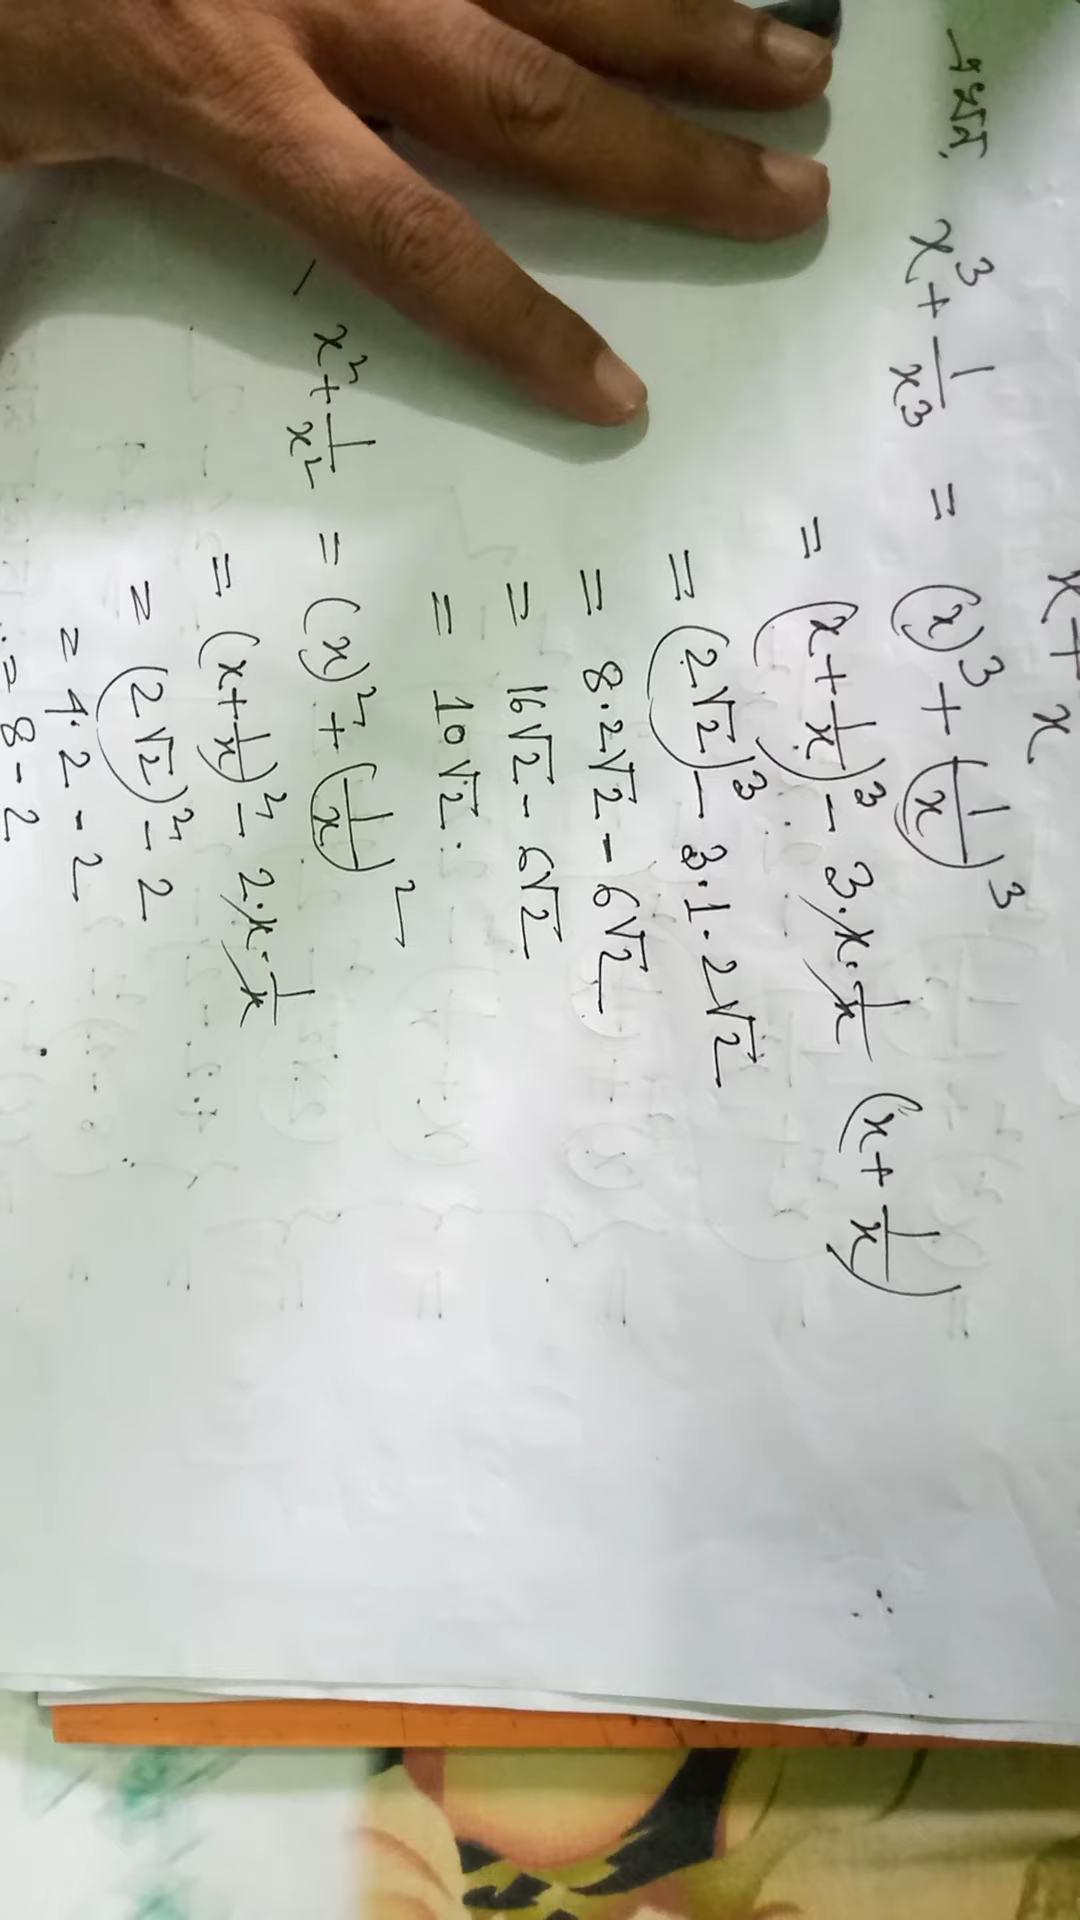 x + x
এখন, x³ + 1/x³ = (x)³ + (1/x)³
= (x + 1/x)³ - 3·x·1/x (x + 1/x)
= (2√2)³ - 3·1·2√2
= 8·2√2 - 6√2
= 16√2 - 6√2
= 10√2
x² + 1/x² = (x)² + (1/x)²
= (x + 1/x)² - 2·x·1/x
= (2√2)² - 2
= 4·2 - 2
= 8 - 2